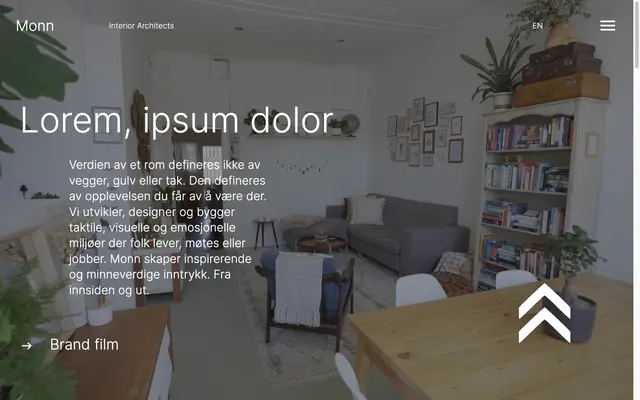 Monn
Interior Architects
EN
Lorem, ipsum dolor
Verdien av et rom defineres ikke av
vegger, gulv eller tak. Den defineres
av opplevelsen du får av å være der.
Vi utvikler, designer og bygger
taktile, visuelle og emosjonelle
miljøer der folk lever, møtes eller
jobber. Monn skaper inspirerende
og minneverdige inntrykk. Fra
innsiden og ut.
→ Brand film